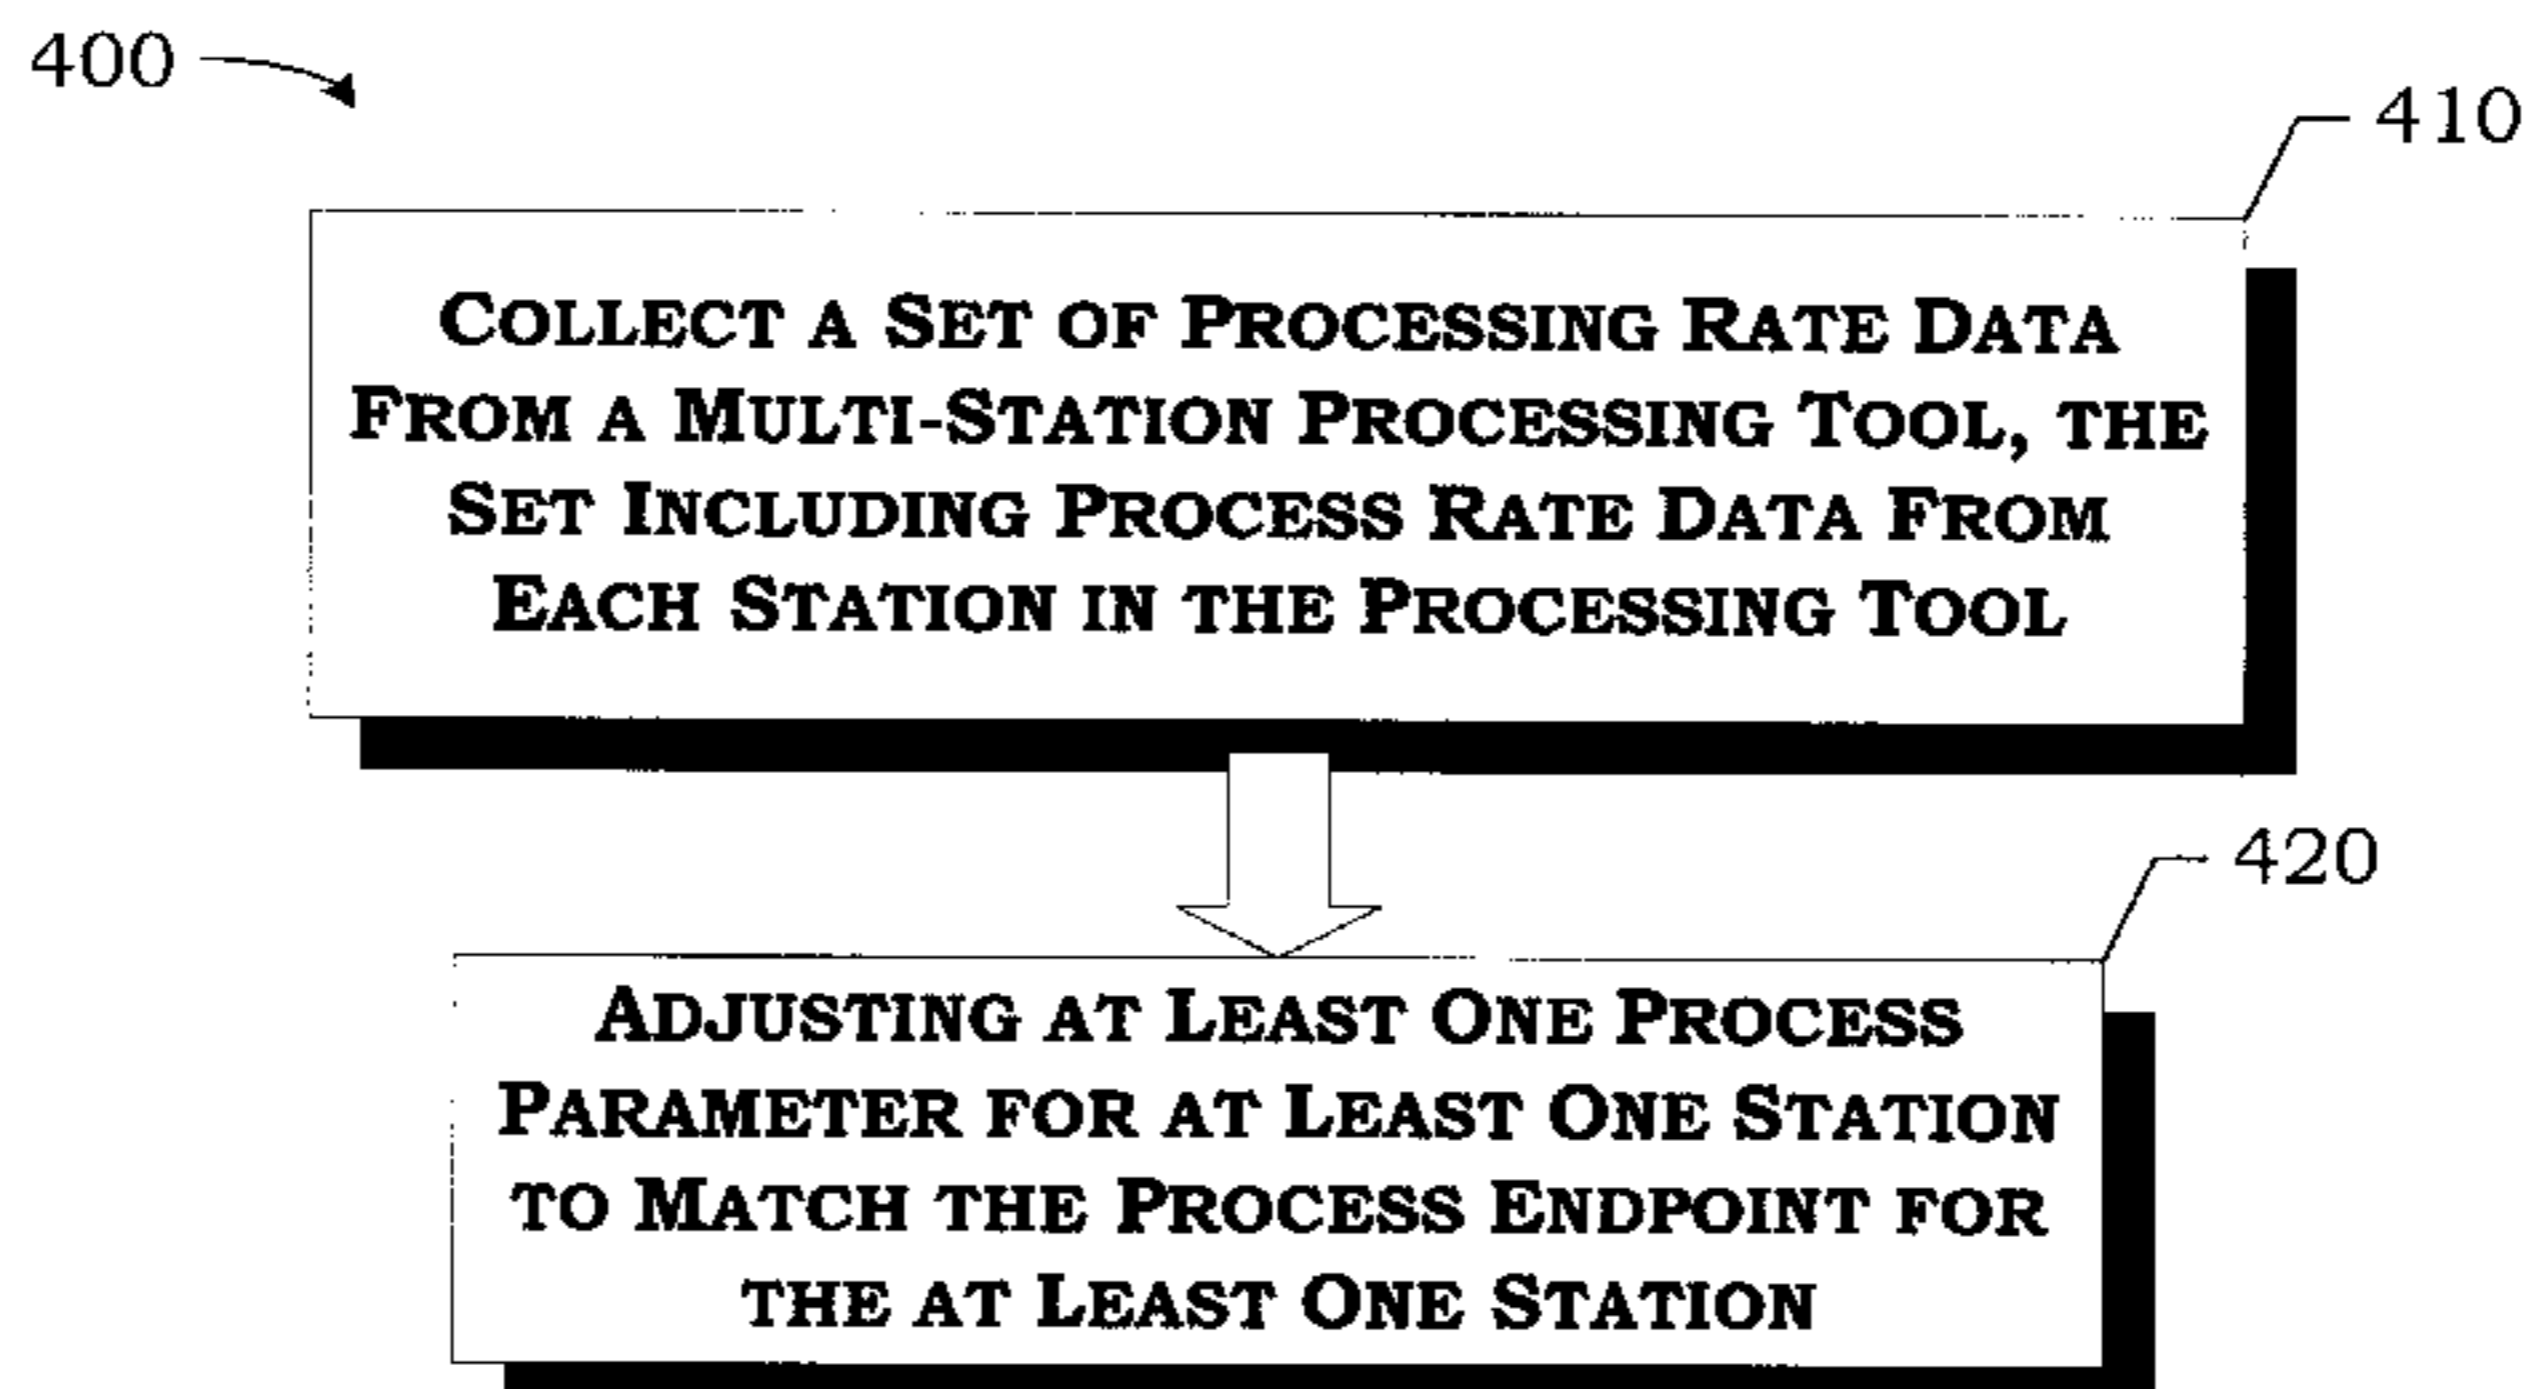 400
410
COLLECT A SET OF PROCESSING RATE DATA
FROM A MULTI-STATION PROCESSING TOOL, THE
SET INCLUDING PROCESS RATE DATA FROM
EACH STATION IN THE PROCESSING TOOL
420
ADJUSTING AT LEAST ONE PROCESS
PARAMETER FOR AT LEAST ONE STATION
TO MATCH THE PROCESS ENDPOINT FOR
THE AT LEAST ONE STATION